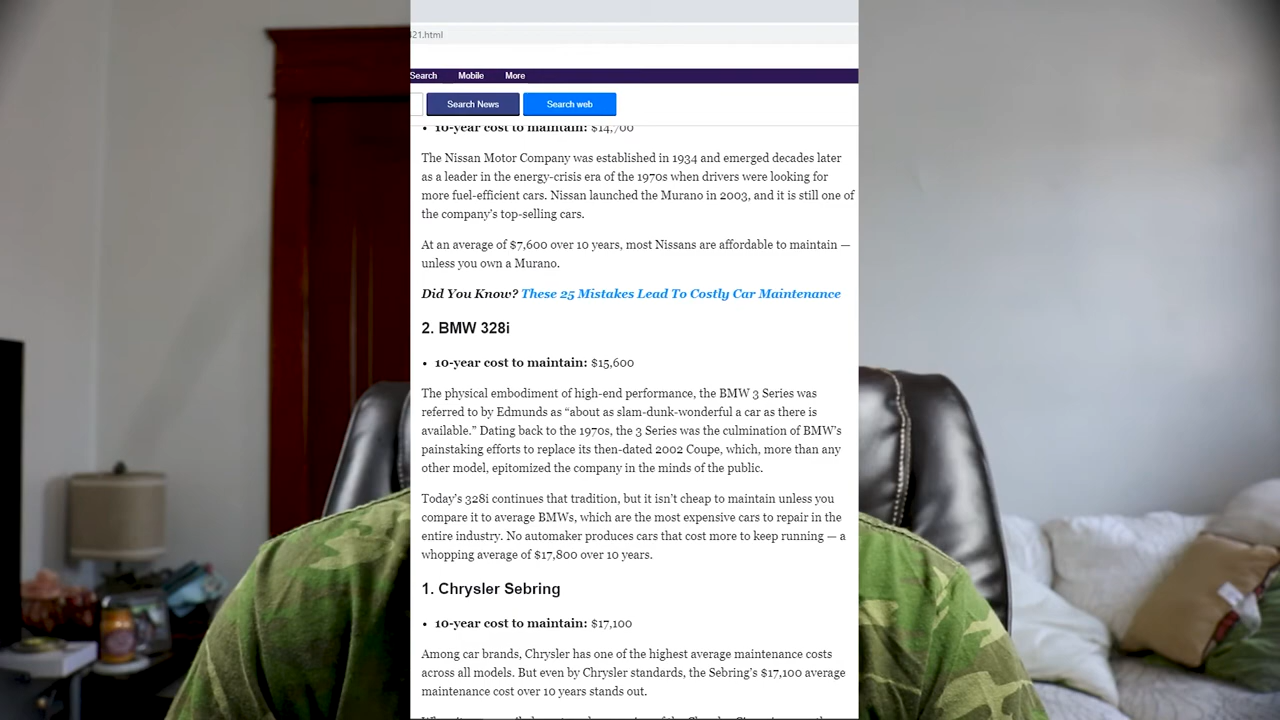 321.html
Search Mobile More
Search News Search web
• 10-year cost to maintain: $14,700
The Nissan Motor Company was established in 1934 and emerged decades later
as a leader in the energy-crisis era of the 1970s when drivers were looking for
more fuel-efficient cars. Nissan launched the Murano in 2003, and it is still one of
the company’s top-selling cars.
At an average of $7,600 over 10 years, most Nissans are affordable to maintain —
unless you own a Murano.
Did You Know? These 25 Mistakes Lead To Costly Car Maintenance
2. BMW 328i
• 10-year cost to maintain: $15,600
The physical embodiment of high-end performance, the BMW 3 Series was
referred to by Edmunds as “about as slam-dunk-wonderful a car as there is
available.” Dating back to the 1970s, the 3 Series was the culmination of BMW’s
painstaking efforts to replace its then-dated 2002 Coupe, which, more than any
other model, epitomized the company in the minds of the public.
Today’s 328i continues that tradition, but it isn’t cheap to maintain unless you
compare it to average BMWs, which are the most expensive cars to repair in the
entire industry. No automaker produces cars that cost more to keep running — a
whopping average of $17,800 over 10 years.
1. Chrysler Sebring
• 10-year cost to maintain: $17,100
Among car brands, Chrysler has one of the highest average maintenance costs
across all models. But even by Chrysler standards, the Sebring’s $17,100 average
maintenance cost over 10 years stands out.